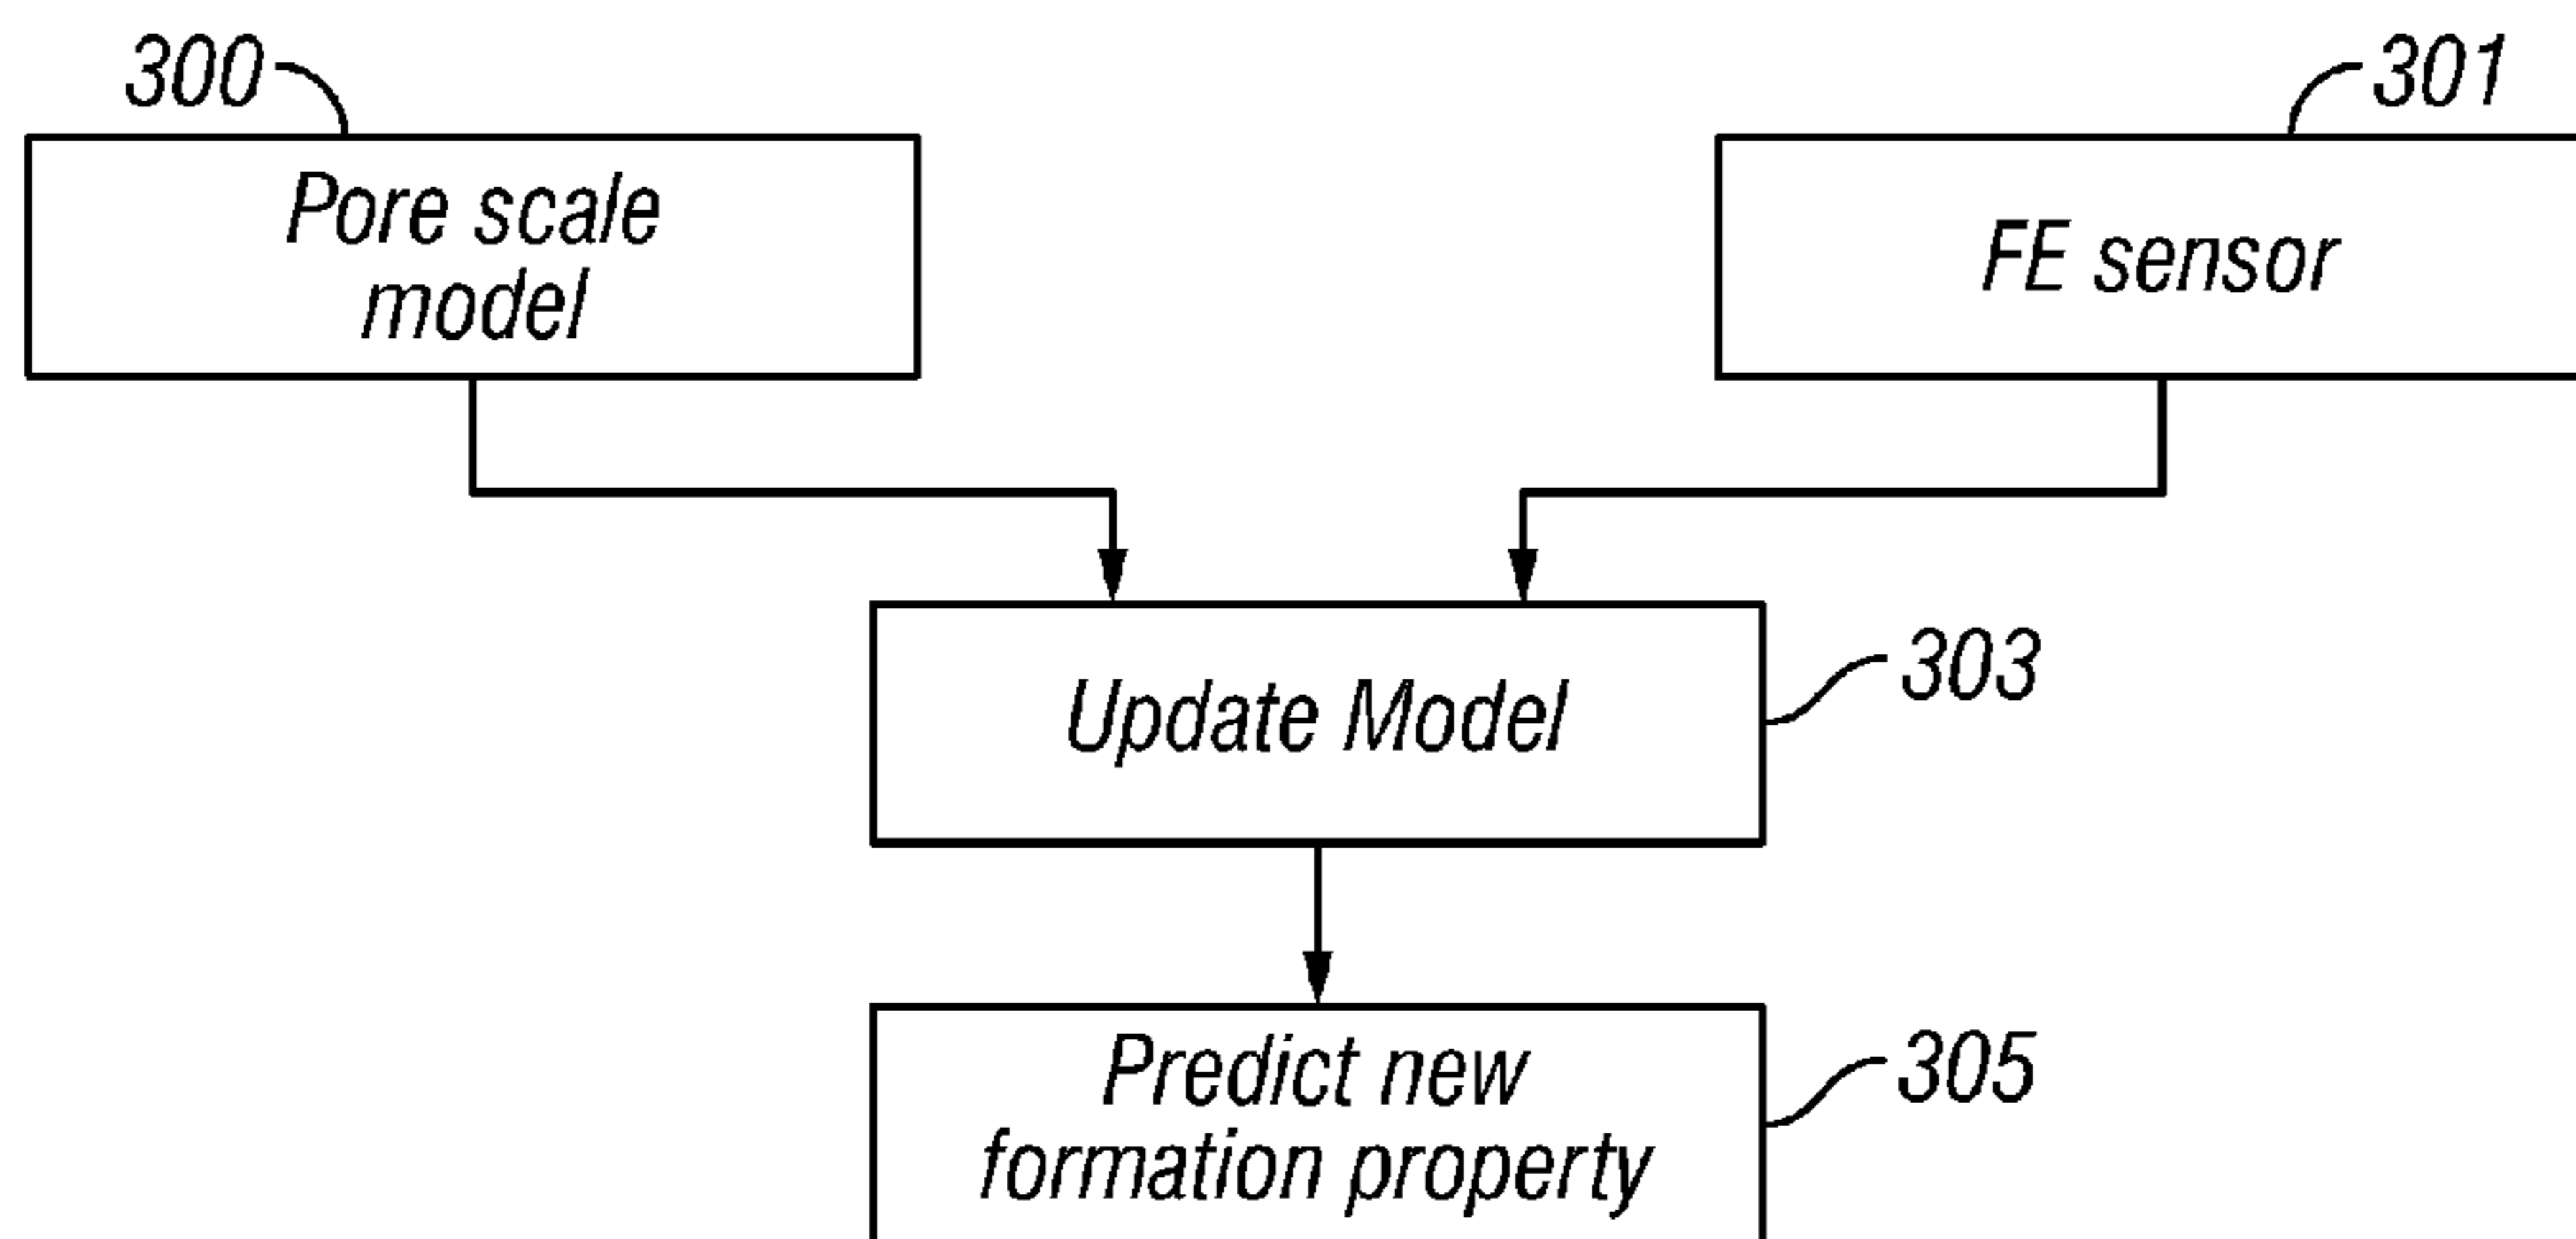 300
301
Pore scale
model
FE sensor
Update Model
303
Predict new
formation property
305